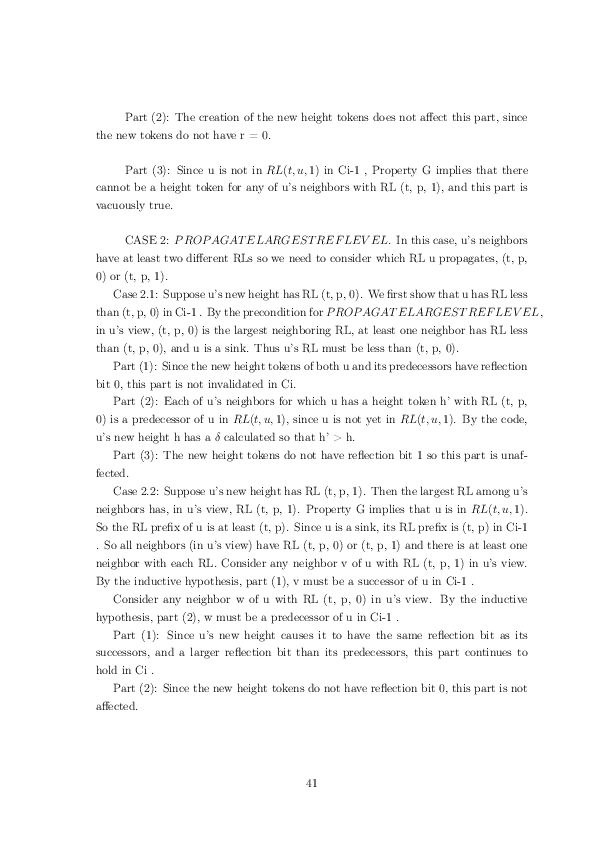 Part (2): The creation of the new height tokens does not affect this part, since
the new tokens do not have r = 0.
Part (3): Since u is not in RL(t, u, 1) in Ci-1 , Property G implies that there
cannot be a height token for any of u's neighbors with RL (t, p, 1), and this part is
vacuously true.
CASE 2: PROPAGATELARGESTREFLEVEL. In this case, u's neighbors
have at least two different RLs so we need to consider which RL u propagates, (t, p,
0) or (t, p, 1).
Case 2.1: Suppose u's new height has RL (t, p, 0). We first show that u has RL less
than (t, p, 0) in Ci-1 . By the precondition for PROPAGATELARGESTREFLEVEL,
in u's view, (t, p, 0) is the largest neighboring RL, at least one neighbor has RL less
than (t, p, 0), and u is a sink. Thus u's RL must be less than (t, p, 0).
Part (1): Since the new height tokens of both u and its predecessors have reflection
bit 0, this part is not invalidated in Ci.
Part (2): Each of u's neighbors for which u has a height token h' with RL (t, p,
0) is a predecessor of u in RL(t, u, 1), since u is not yet in RL(t, u, 1). By the code,
u's new height h has a δ calculated so that h' > h.
Part (3): The new height tokens do not have reflection bit 1 so this part is unaf-
fected.
Case 2.2: Suppose u's new height has RL (t, p, 1). Then the largest RL among u's
neighbors has, in u's view, RL (t, p, 1). Property G implies that u is in RL(t, u, 1).
So the RL prefix of u is at least (t, p). Since u is a sink, its RL prefix is (t, p) in Ci-1
. So all neighbors (in u's view) have RL (t, p, 0) or (t, p, 1) and there is at least one
neighbor with each RL. Consider any neighbor v of u with RL (t, p, 1) in u's view.
By the inductive hypothesis, part (1), v must be a successor of u in Ci-1 .
Consider any neighbor w of u with RL (t, p, 0) in u's view. By the inductive
hypothesis, part (2), w must be a predecessor of u in Ci-1 .
Part (1): Since u's new height causes it to have the same reflection bit as its
successors, and a larger reflection bit than its predecessors, this part continues to
hold in Ci .
Part (2): Since the new height tokens do not have reflection bit 0, this part is not
affected.
41